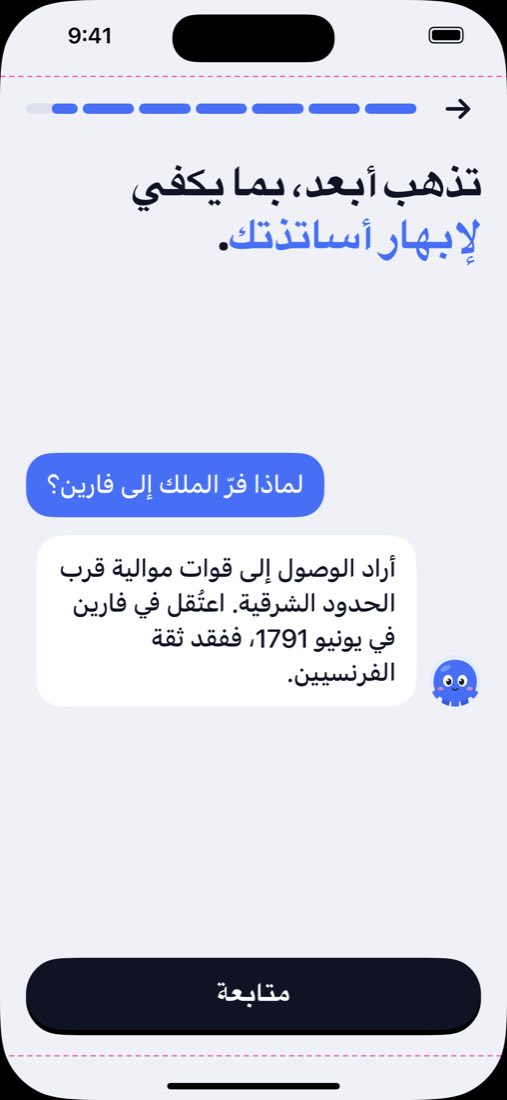 9:41
تذهب أبعد، بما يكفي
لإبهار أساتذتك.
لماذا فرّ الملك إلى فارين؟
أراد الوصول إلى قوات موالية قرب
الحدود الشرقية. اعتُقل في فارين
في يونيو 1791، ففقد ثقة
الفرنسيين.
متابعة